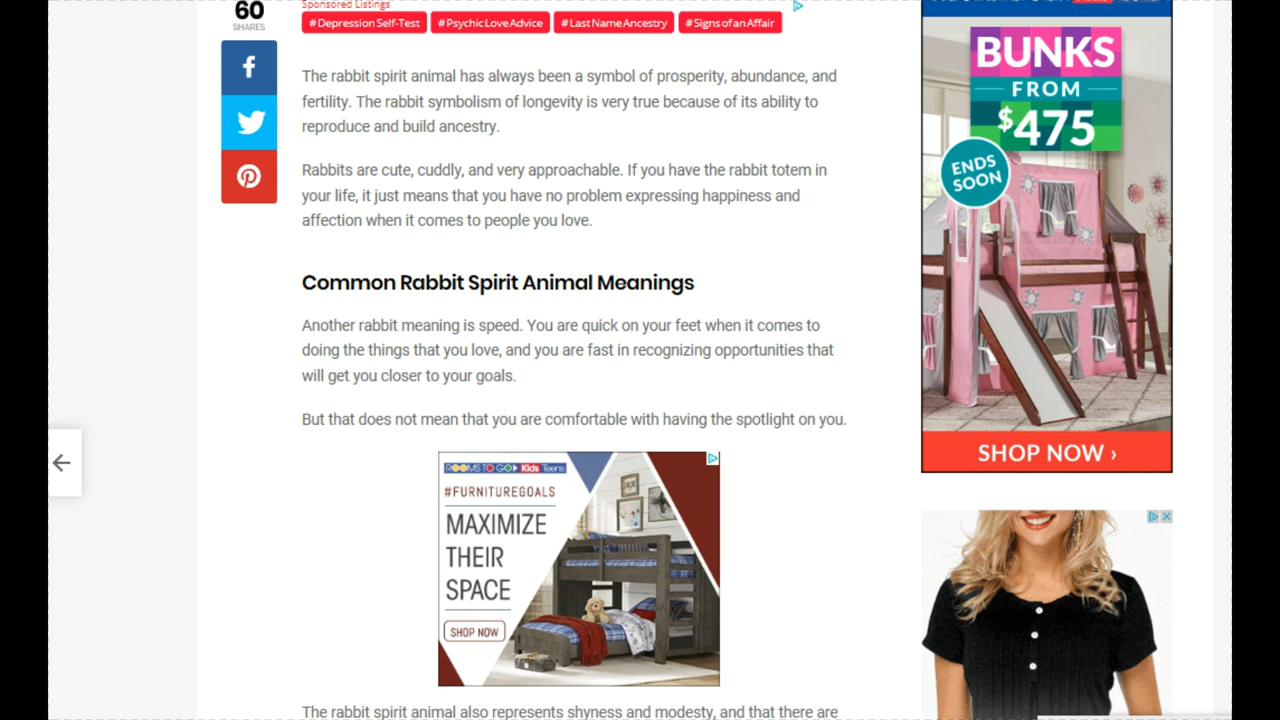 60
SHARES
Sponsored Listings
#Depression Self-Test
#Psychic Love Advice
#Last Name Ancestry
#Signs of an Affair
The rabbit spirit animal has always been a symbol of prosperity, abundance, and
fertility. The rabbit symbolism of longevity is very true because of its ability to
reproduce and build ancestry.
Rabbits are cute, cuddly, and very approachable. If you have the rabbit totem in
your life, it just means that you have no problem expressing happiness and
affection when it comes to people you love.
Common Rabbit Spirit Animal Meanings
Another rabbit meaning is speed. You are quick on your feet when it comes to
doing the things that you love, and you are fast in recognizing opportunities that
will get you closer to your goals.
But that does not mean that you are comfortable with having the spotlight on you.
ROOMS TO GO Kids Teens
#FURNITUREGOALS
MAXIMIZE
THEIR
SPACE
SHOP NOW
The rabbit spirit animal also represents shyness and modesty, and that there are
BUNKS
FROM
$475
ENDS
SOON
SHOP NOW ›